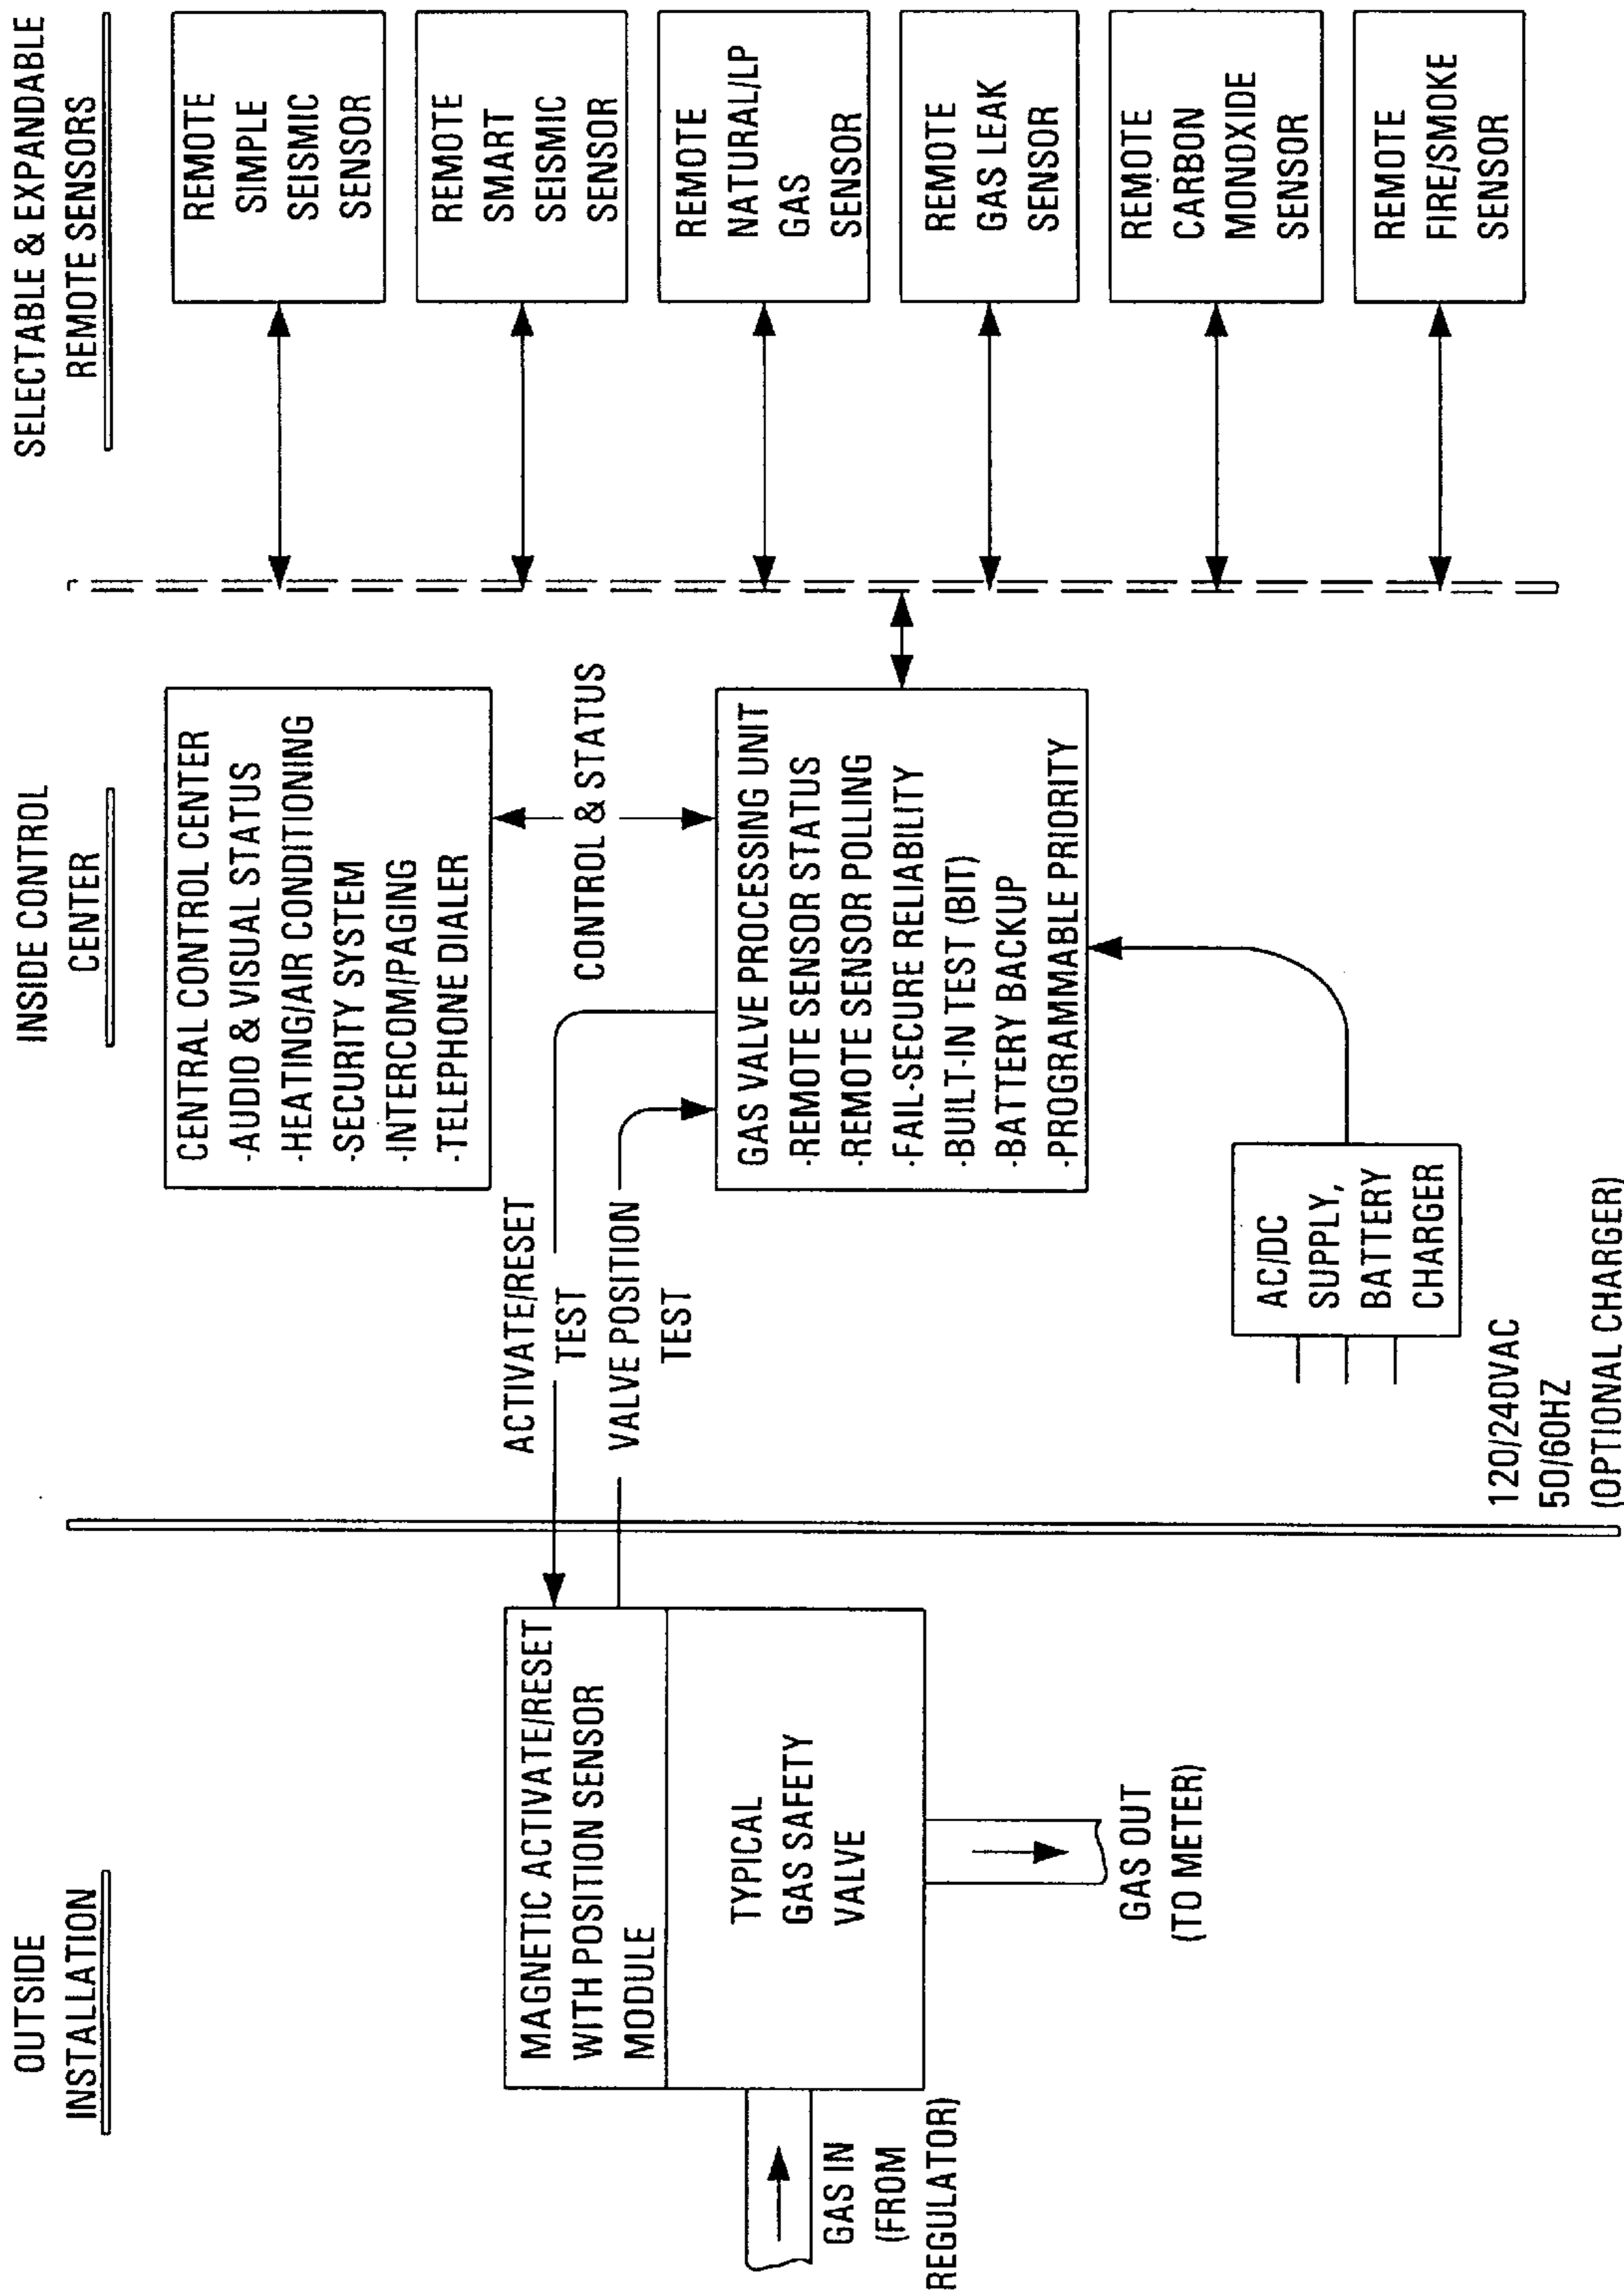 OUTSIDE
INSTALLATION
INSIDE CONTROL
CENTER
SELECTABLE & EXPANDABLE
REMOTE SENSORS
MAGNETIC ACTIVATE/RESET
WITH POSITION SENSOR
MODULE
TYPICAL
GAS SAFETY
VALVE
GAS IN
(FROM
REGULATOR)
GAS OUT
(TO METER)
ACTIVATE/RESET
TEST
VALVE POSITION
TEST
CENTRAL CONTROL CENTER
-AUDIO & VISUAL STATUS
-HEATING/AIR CONDITIONING
-SECURITY SYSTEM
-INTERCOM/PAGING
-TELEPHONE DIALER
CONTROL & STATUS
GAS VALVE PROCESSING UNIT
-REMOTE SENSOR STATUS
-REMOTE SENSOR POLLING
-FAIL-SECURE RELIABILITY
-BUILT-IN TEST (BIT)
-BATTERY BACKUP
-PROGRAMMABLE PRIORITY
AC/DC
SUPPLY,
BATTERY
CHARGER
120/240VAC
50/60HZ
(OPTIONAL CHARGER)
REMOTE
SIMPLE
SEISMIC
SENSOR
REMOTE
SMART
SEISMIC
SENSOR
REMOTE
NATURAL/LP
GAS
SENSOR
REMOTE
GAS LEAK
SENSOR
REMOTE
CARBON
MONOXIDE
SENSOR
REMOTE
FIRE/SMOKE
SENSOR